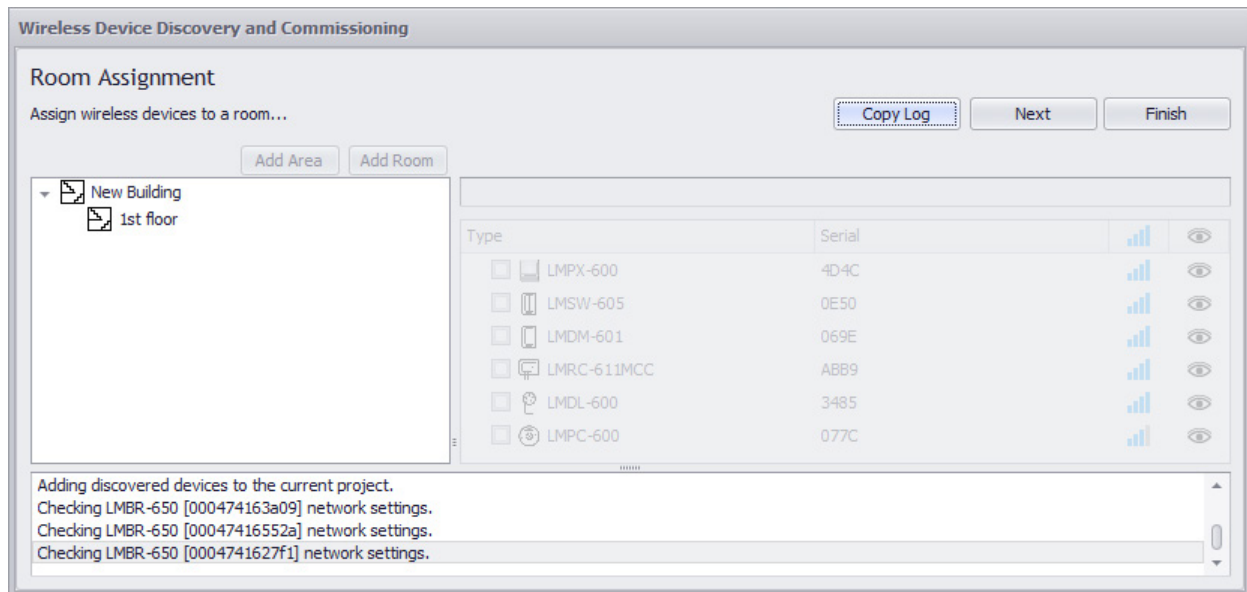 Wireless Device Discovery and Commissioning
Room Assignment
Assign wireless devices to a room...
Copy Log Next Finish
Add Area Add Room
New Building
1st floor
Type Serial
LMPX-600 4D4C
LMSW-605 0E50
LMDM-601 069E
LMRC-611MCC ABB9
LMDL-600 3485
LMPC-600 077C
Adding discovered devices to the current project.
Checking LMBR-650 [000474163a09] network settings.
Checking LMBR-650 [00047416552a] network settings.
Checking LMBR-650 [0004741627f1] network settings.